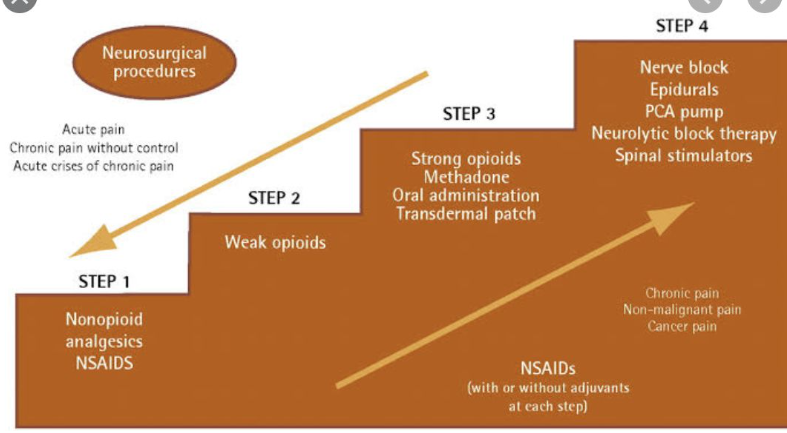 Neurosurgical
procedures
Acute pain
Chronic pain without control
Acute crises of chronic pain
STEP 1
Nonopioid
analgesics
NSAIDS
STEP 2
Weak opioids
STEP 3
Strong opioids
Methadone
Oral administration
Transdermal patch
STEP 4
Nerve block
Epidurals
PCA pump
Neurolytic block therapy
Spinal stimulators
Chronic pain
Non-malignant pain
Cancer pain
NSAIDs
(with or without adjuvants
at each step)